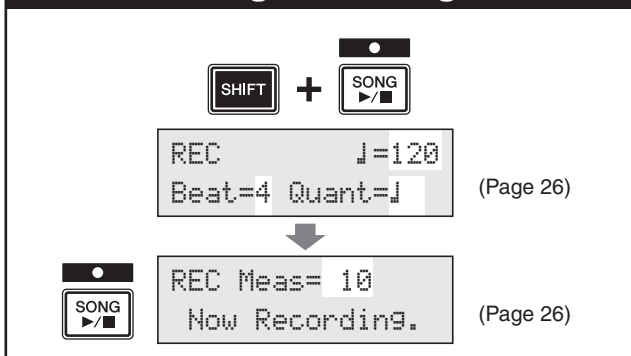 SHIFT + SONG
▶/■
REC ♩=120
Beat=4 Quant=♩
(Page 26)
SONG
▶/■
REC Meas= 10
Now Recording.
(Page 26)